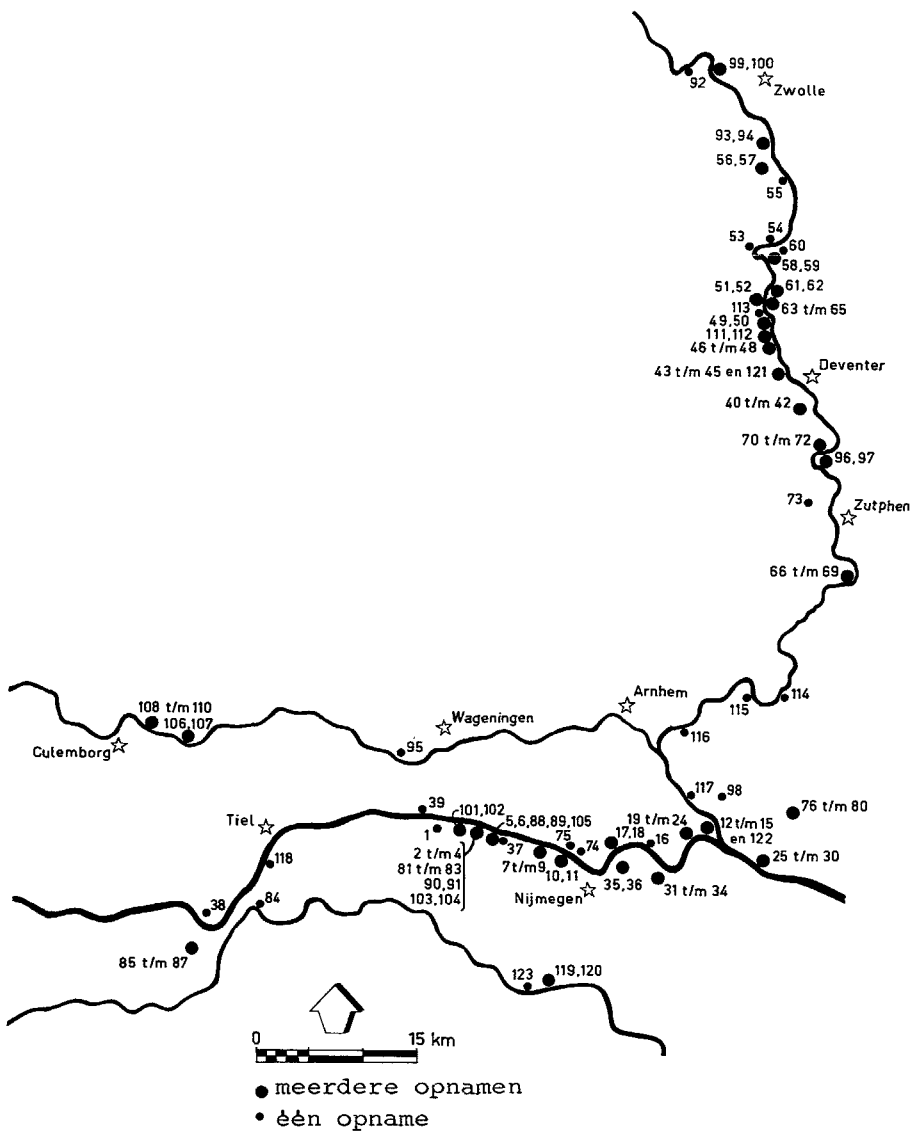 99,100
92
Zwolle
93,94
56,57
55
54
53
60
58,59
61,62
51,52
63 t/m 65
113
49,50
111,112
46 t/m 48
Deventer
43 t/m 45 en 121
40 t/m 42
70 t/m 72
96,97
73
Zutphen
66 t/m 69
114
115
Arnhem
108 t/m 110
106,107
Wageningen
116
Culemborg
95
117
98
39
76 t/m 80
101,102
5,6,88,89,105
Tiel
19 t/m 24
12 t/m 15
en 122
1
75
17,18
16
37
74
2 t/m 4
7 t/m 9
25 t/m 30
81 t/m 83
10,11
118
90,91
35,36
31 t/m 34
103,104
Nijmegen
84
38
85 t/m 87
123
119,120
0
15 km
meerdere opnamen
één opname